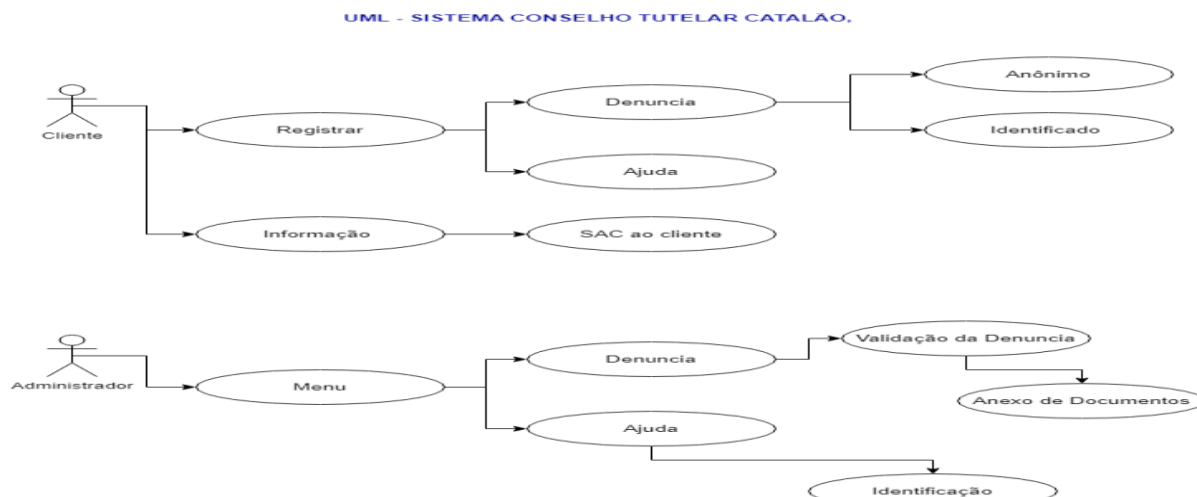 UML - SISTEMA CONSELHO TUTELAR CATALÃO,
Anônimo
Denuncia
Cliente
Registrar
Identificado
Ajuda
Informação
SAC ao cliente
Validação da Denuncia
Denuncia
Administrador
Menu
Anexo de Documentos
Ajuda
Identificação